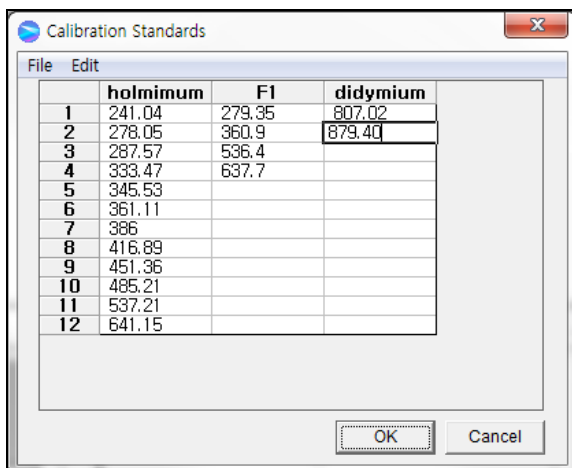 Calibration Standards
File Edit
holmimum F1 didymium
1 241.04 279.35 807.02
2 278.05 360.9 879.40
3 287.57 536.4
4 333.47 637.7
5 345.53
6 361.11
7 386
8 416.89
9 451.36
10 485.21
11 537.21
12 641.15
OK Cancel